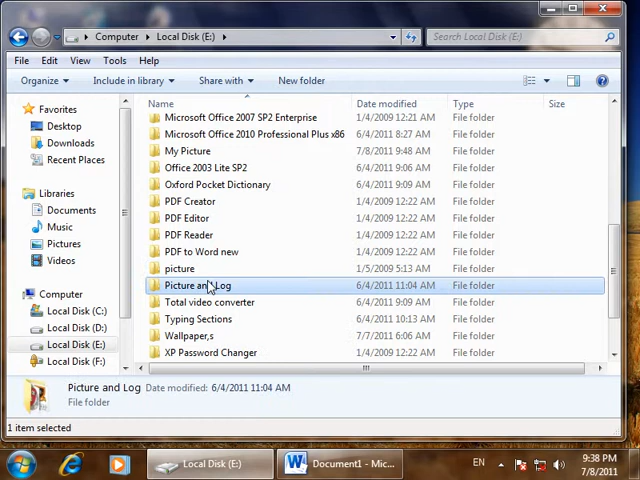 Computer ▸ Local Disk (E:) ▸ Search Local Disk (E:)
File Edit View Tools Help
Organize Include in library Share with New folder
Name Date modified Type Size
Favorites
Desktop
Downloads
Recent Places
Libraries
Documents
Music
Pictures
Videos
Computer
Local Disk (C:)
Local Disk (D:)
Local Disk (E:)
Local Disk (F:)
Microsoft Office 2007 SP2 Enterprise 1/4/2009 12:21 AM File folder
Microsoft Office 2010 Professional Plus x86 6/4/2011 8:27 AM File folder
My Picture 7/8/2011 9:48 AM File folder
Office 2003 Lite SP2 6/4/2011 9:06 AM File folder
Oxford Pocket Dictionary 6/4/2011 9:09 AM File folder
PDF Creator 1/4/2009 12:22 AM File folder
PDF Editor 1/4/2009 12:22 AM File folder
PDF Reader 1/4/2009 12:22 AM File folder
PDF to Word new 1/4/2009 12:22 AM File folder
picture 1/5/2009 5:13 AM File folder
Picture and Log 6/4/2011 11:04 AM File folder
Total video converter 6/4/2011 9:09 AM File folder
Typing Sections 6/4/2011 10:13 AM File folder
Wallpaper,s 7/7/2011 6:06 AM File folder
XP Password Changer 1/4/2009 12:22 AM File folder
Picture and Log Date modified: 6/4/2011 11:04 AM
File folder
1 item selected
Local Disk (E:) Document1 - Mic... EN 9:38 PM
7/8/2011